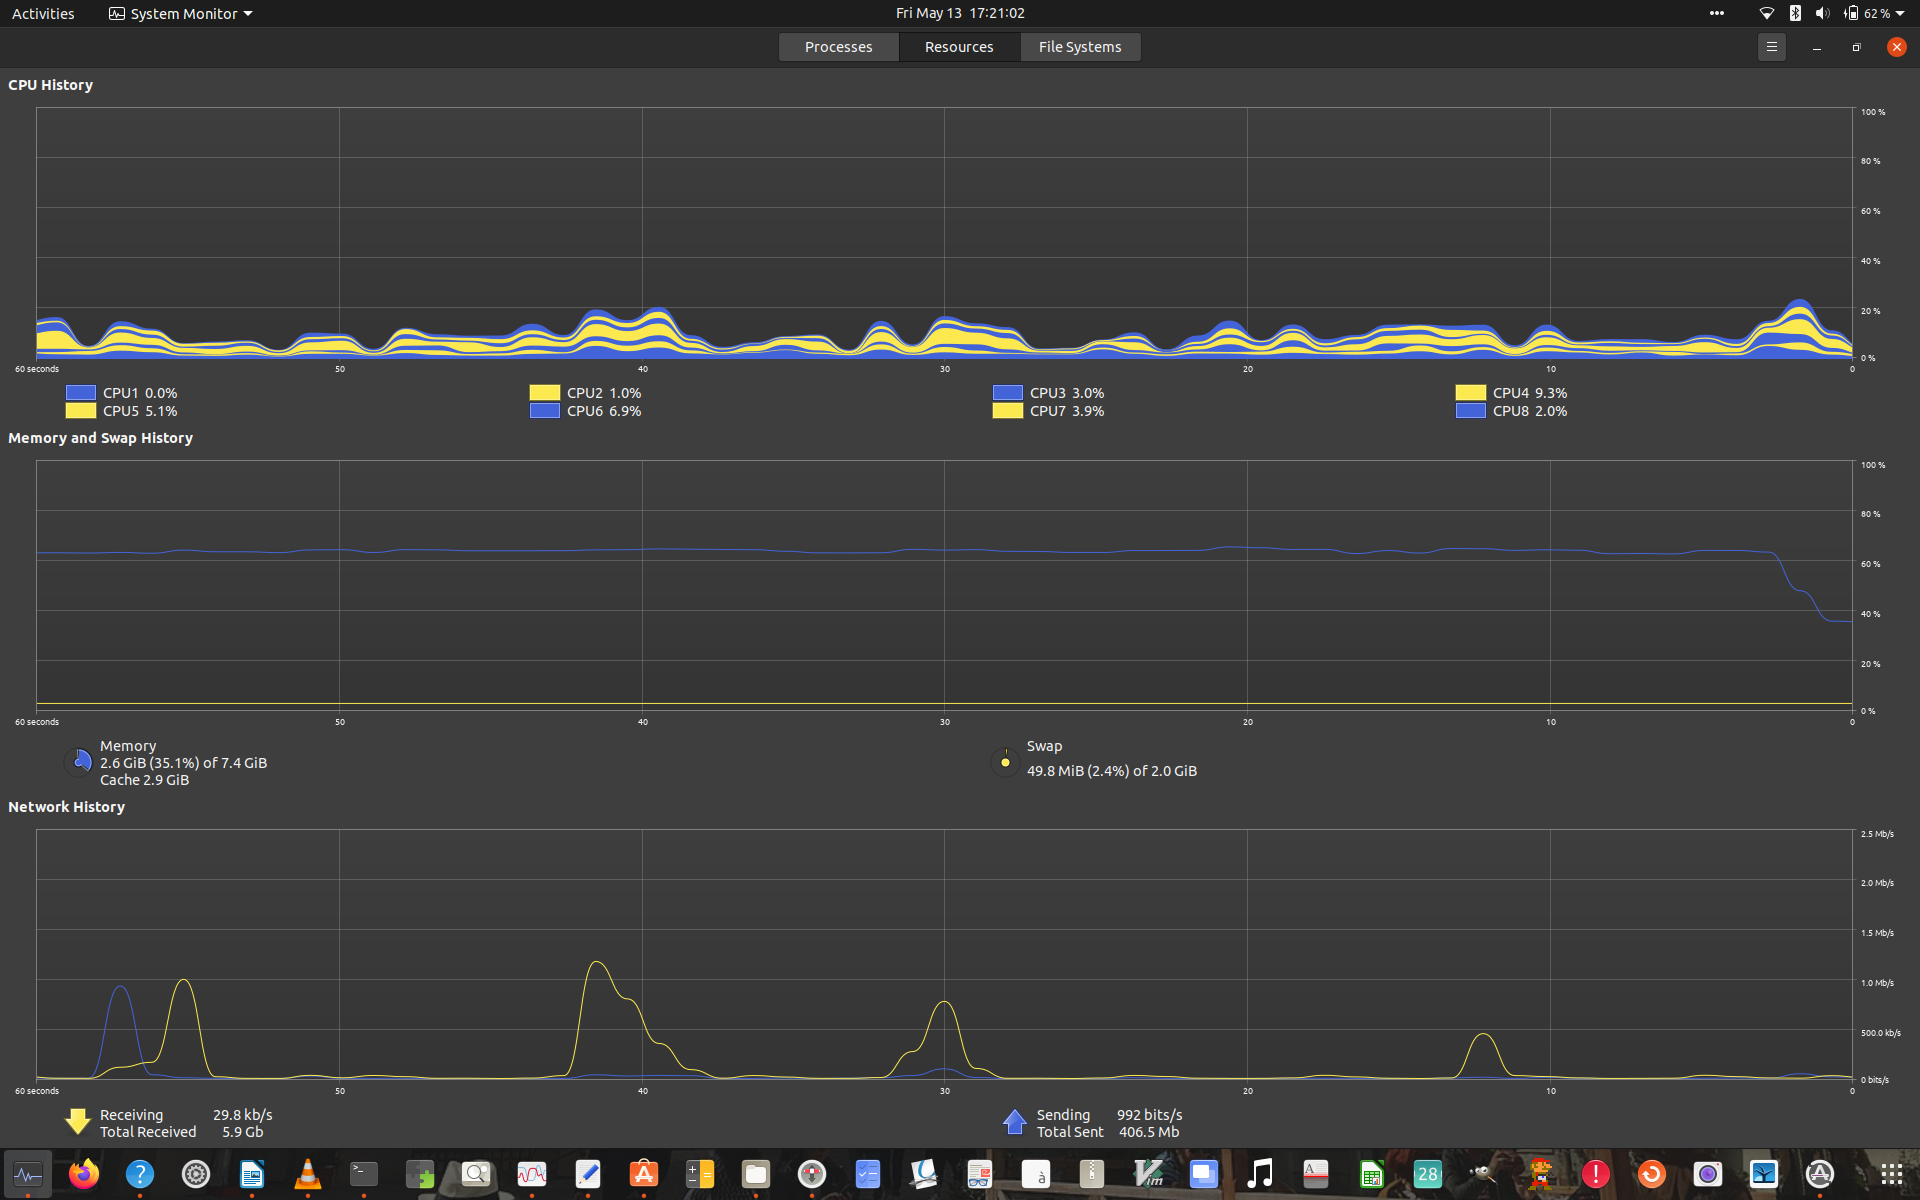 Activities System Monitor Fri May 13 17:21:02 62 %
Processes Resources File Systems
CPU History
100 %
80 %
60 %
40 %
20 %
0 %
60 seconds 50 40 30 20 10 0
CPU1 0.0% CPU2 1.0% CPU3 3.0% CPU4 9.3%
CPU5 5.1% CPU6 6.9% CPU7 3.9% CPU8 2.0%
Memory and Swap History
100 %
80 %
60 %
40 %
20 %
0 %
60 seconds 50 40 30 20 10 0
Memory
2.6 GiB (35.1%) of 7.4 GiB
Cache 2.9 GiB
Swap
49.8 MiB (2.4%) of 2.0 GiB
Network History
2.5 Mb/s
2.0 Mb/s
1.5 Mb/s
1.0 Mb/s
500.0 kb/s
0 bits/s
60 seconds 50 40 30 20 10 0
Receiving 29.8 kb/s Sending 992 bits/s
Total Received 5.9 Gb Total Sent 406.5 Mb
? >_ à Vim A 28 !